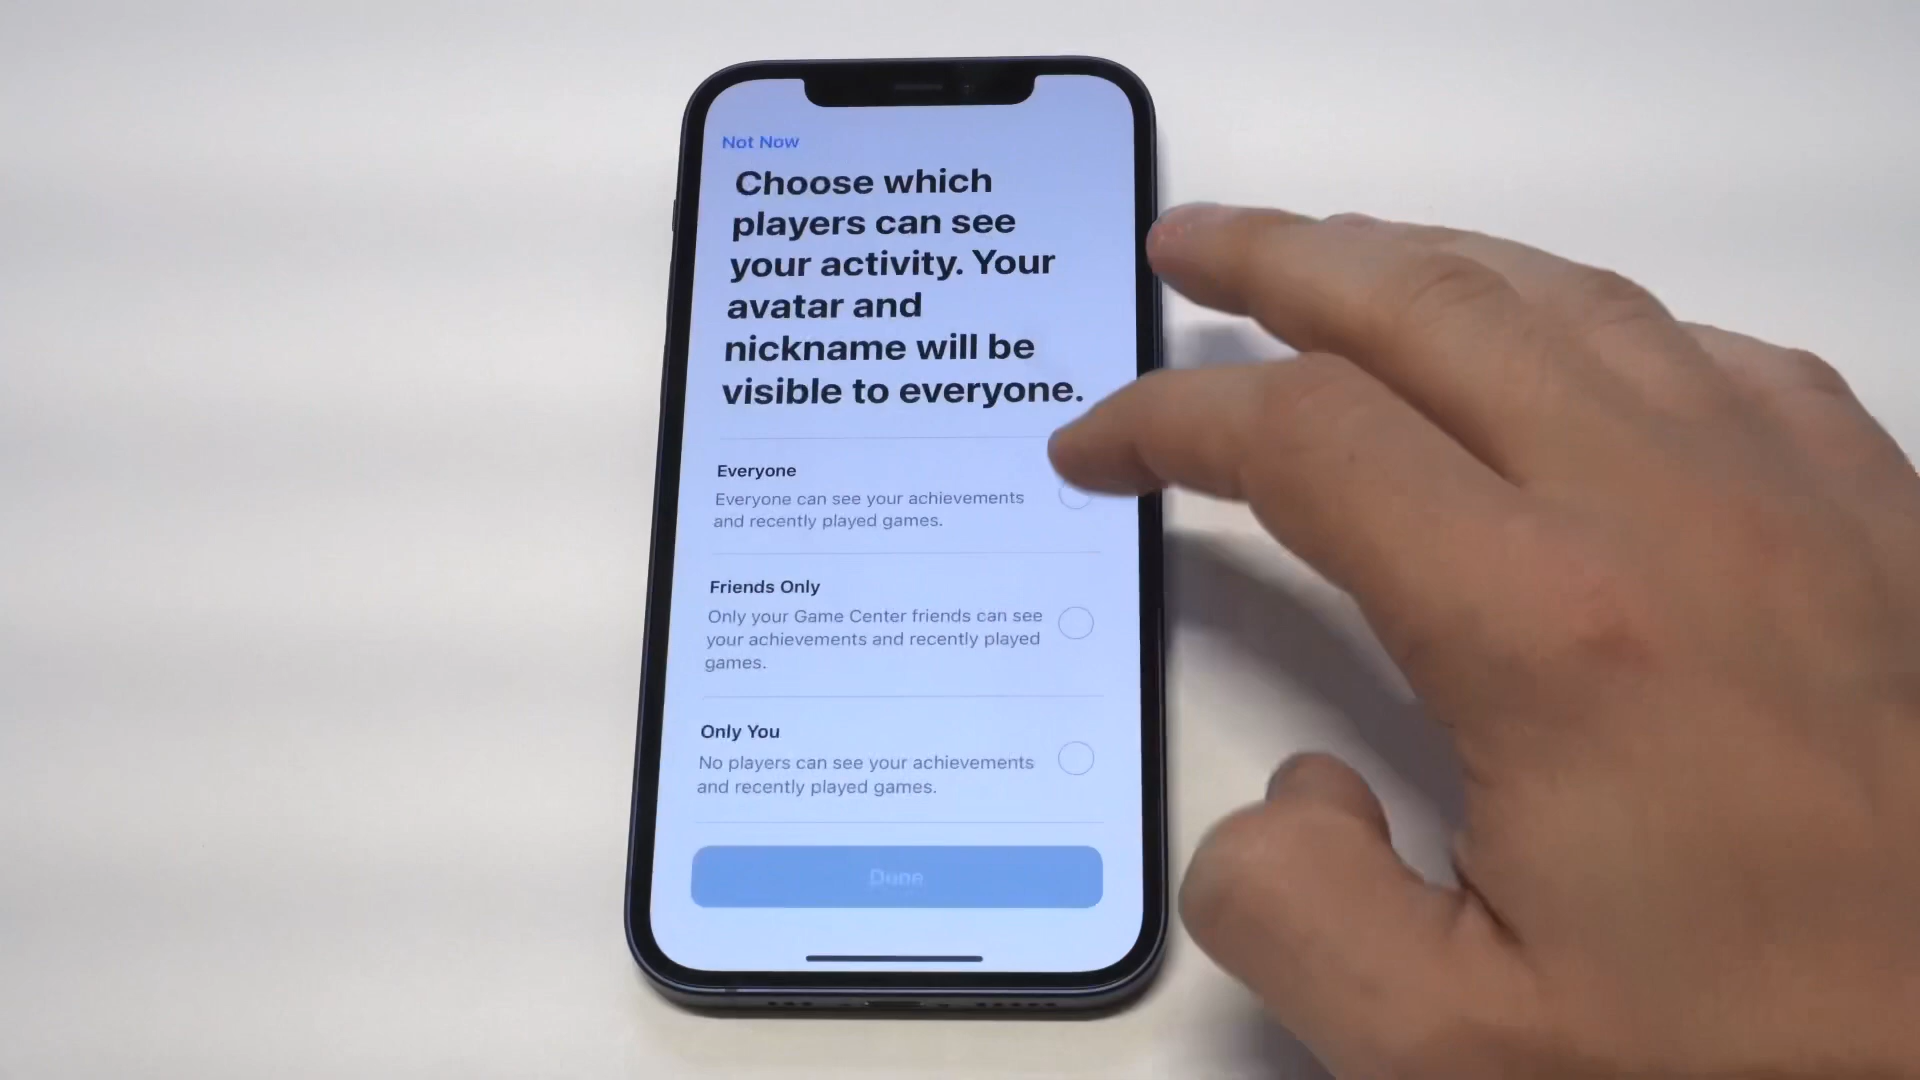 Not Now
Choose which
players can see
your activity. Your
avatar and
nickname will be
visible to everyone.
Everyone
Everyone can see your achievements
and recently played games.
Friends Only
Only your Game Center friends can see
your achievements and recently played
games.
Only You
No players can see your achievements
and recently played games.
Done